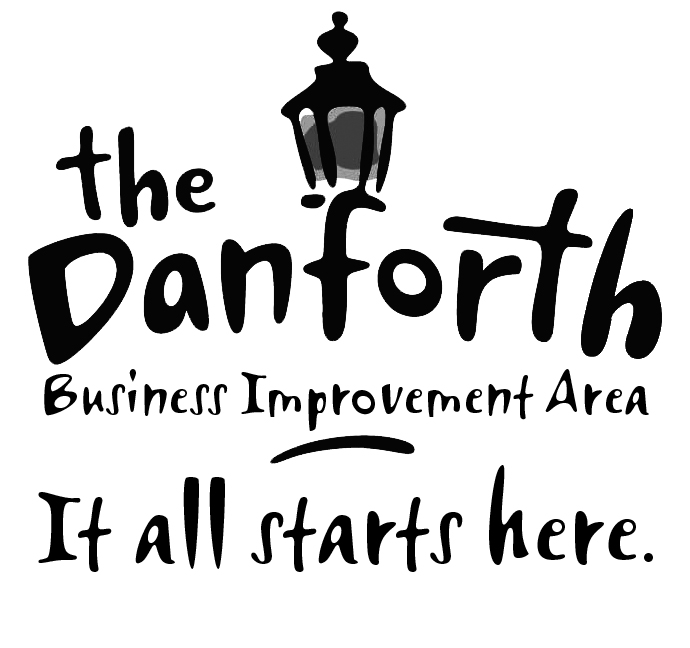 the
Danforth
Business Improvement Area
It all starts here.